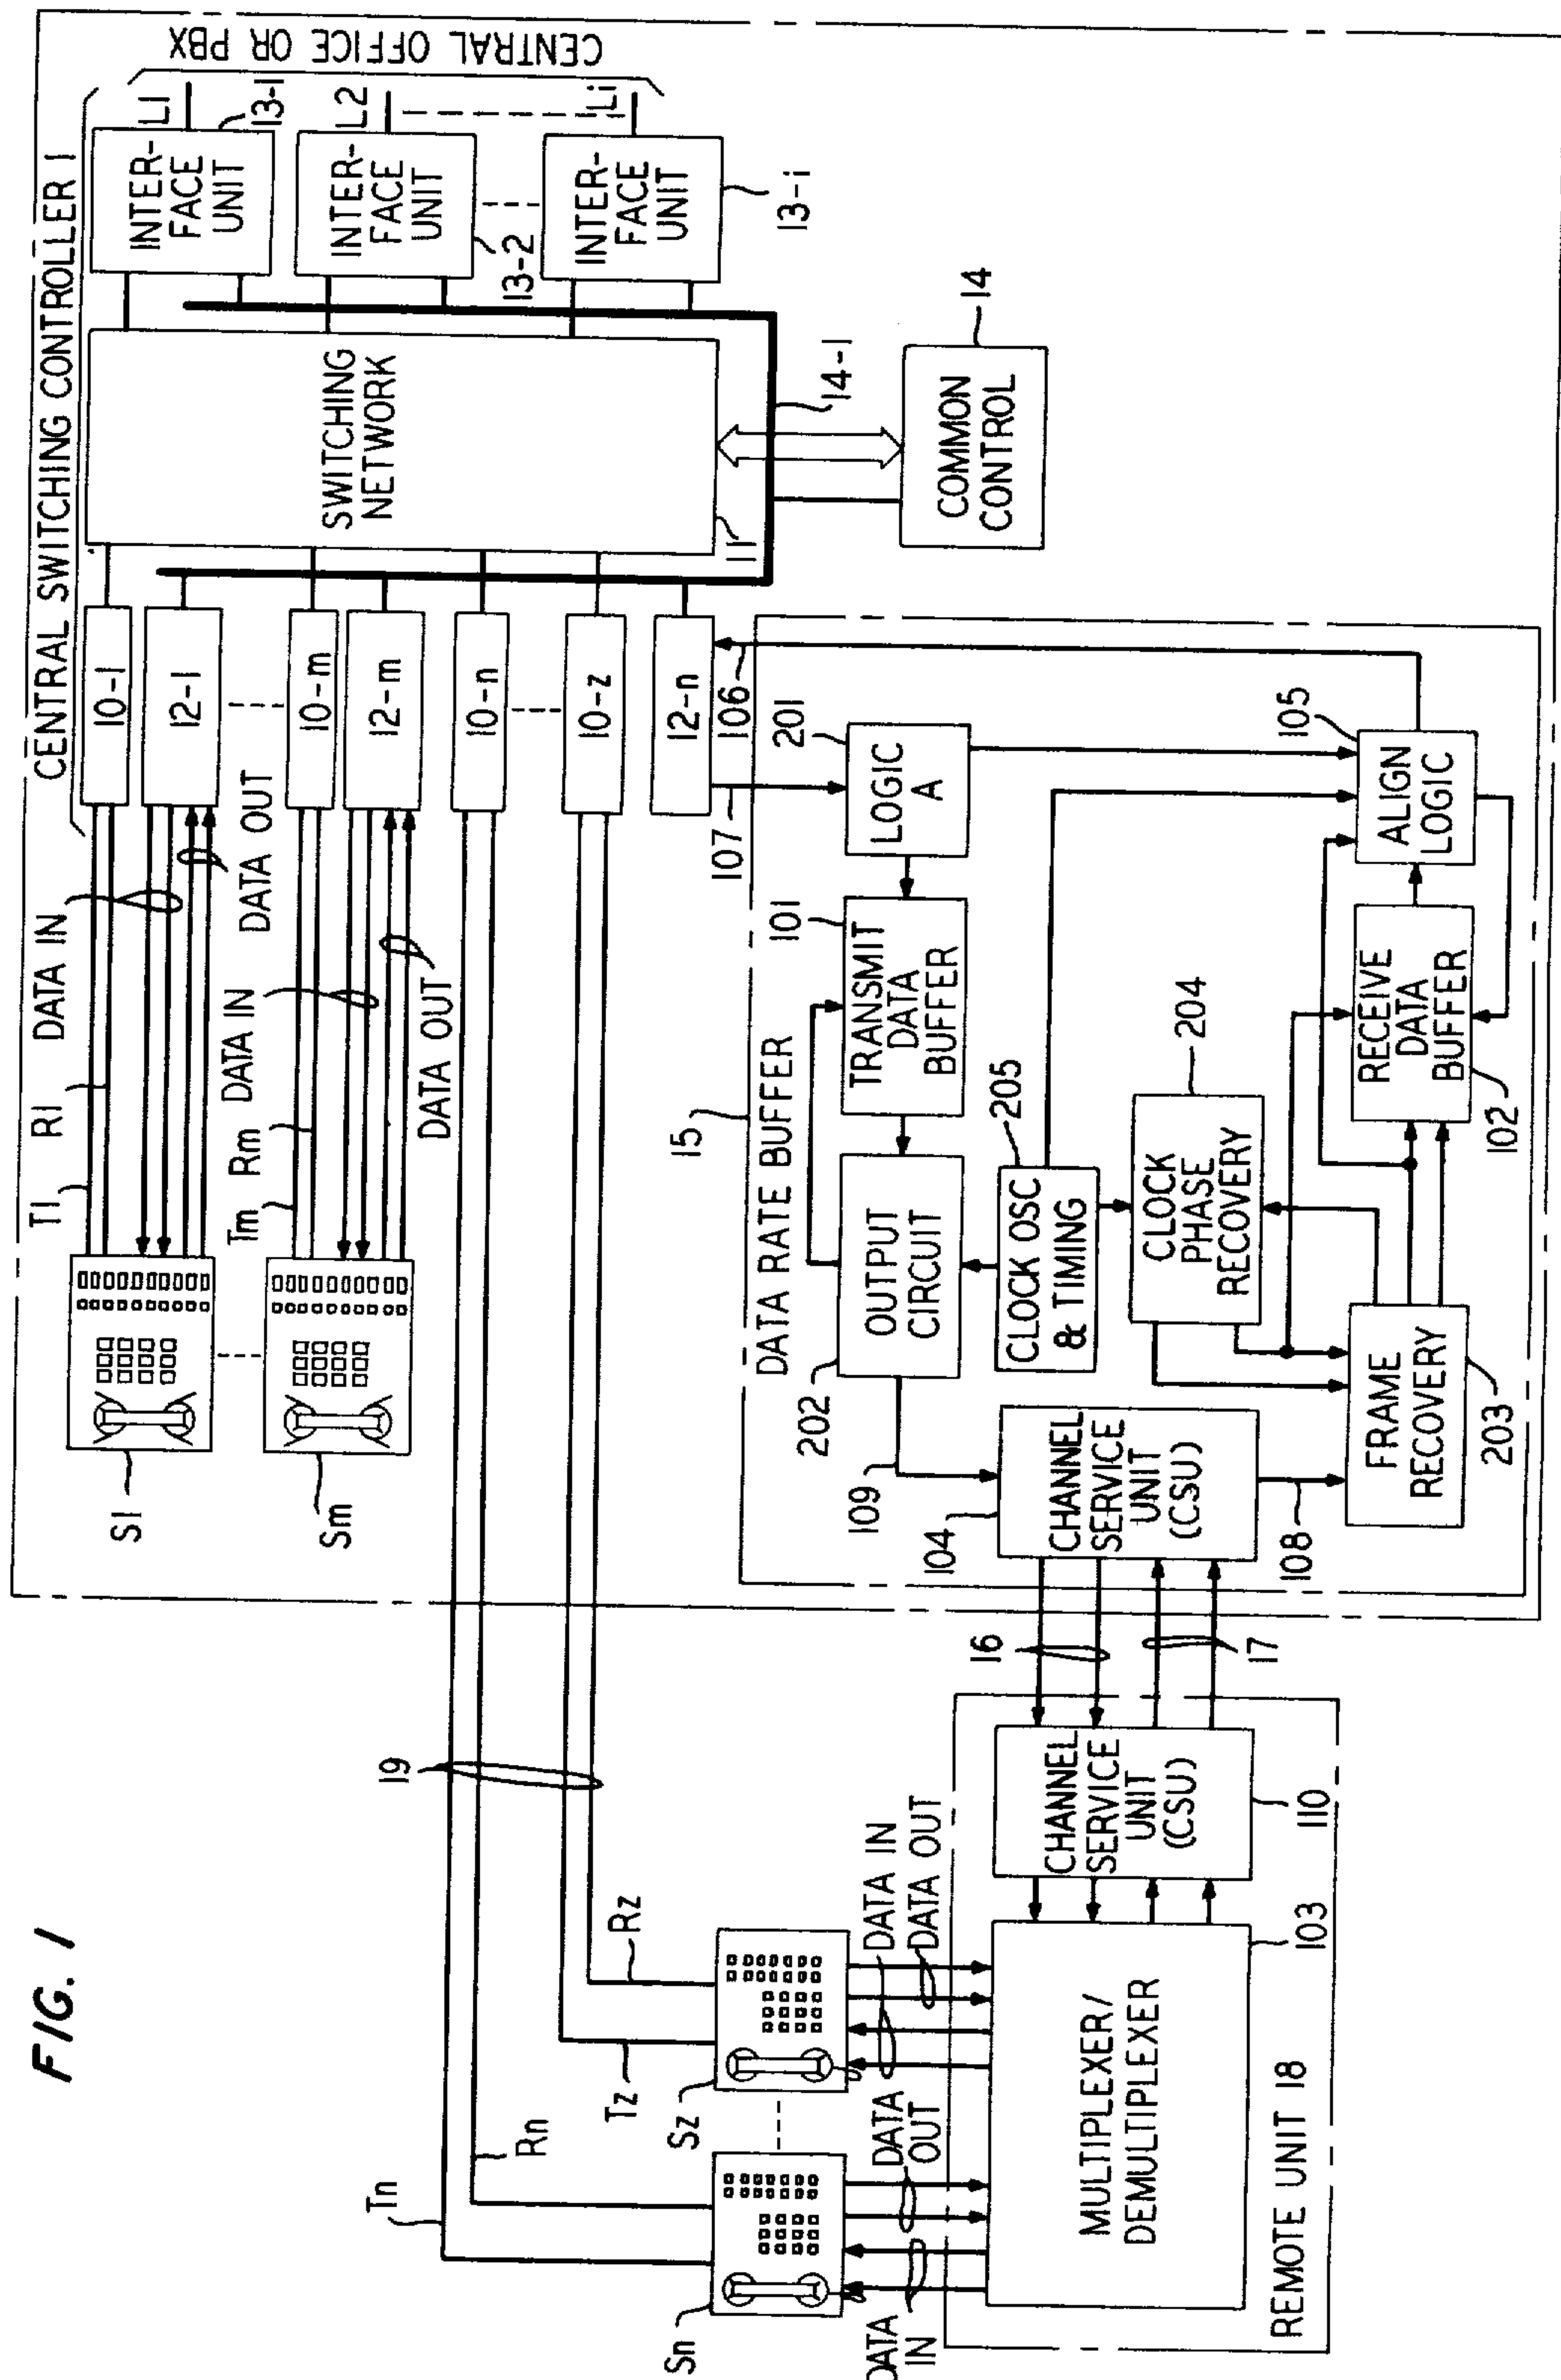 FIG. 1
CENTRAL SWITCHING CONTROLLER 1
CENTRAL OFFICE OR PBX
T1
R1
DATA IN
DATA OUT
S1
10-1
12-1
Tm
Rm
DATA IN
DATA OUT
Sm
10-m
12-m
10-n
10-z
12-n
SWITCHING
NETWORK
11
INTER-
FACE
UNIT
L1
13-1
INTER-
FACE
UNIT
L2
13-2
INTER-
FACE
UNIT
Li
13-i
14-1
14
COMMON
CONTROL
Tn
Rn
19
Tz
Rz
Sn
Sz
DATA
IN
DATA
OUT
DATA IN
DATA OUT
MULTIPLEXER/
DEMULTIPLEXER
103
CHANNEL
SERVICE
UNIT
(CSU)
110
REMOTE UNIT 18
16
17
15
DATA RATE BUFFER
107
106
201
LOGIC
A
101
TRANSMIT
DATA
BUFFER
202
OUTPUT
CIRCUIT
109
104
CHANNEL
SERVICE
UNIT
(CSU)
108
205
CLOCK OSC
& TIMING
204
CLOCK
PHASE
RECOVERY
FRAME
RECOVERY
203
RECEIVE
DATA
BUFFER
102
105
ALIGN
LOGIC